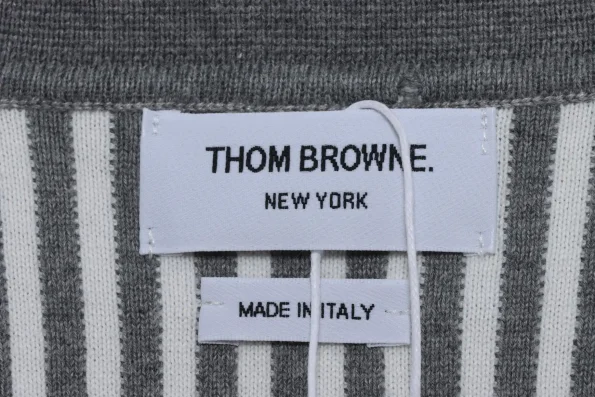 THOM BROWNE.
NEW YORK
MADE IN ITALY